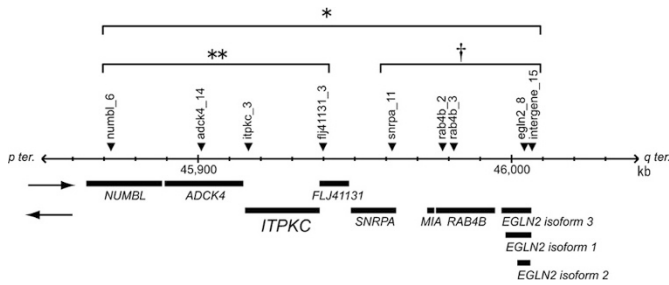 *
**
†
numbl_6
adck4_14
itpkc_3
flj41131_3
snrpa_11
rab4b_2
rab4b_3
egln2_8
intergene_15
p ter. q ter.
45,900 46,000 kb
NUMBL ADCK4 FLJ41131
ITPKC SNRPA MIA RAB4B EGLN2 isoform 3
EGLN2 isoform 1
EGLN2 isoform 2